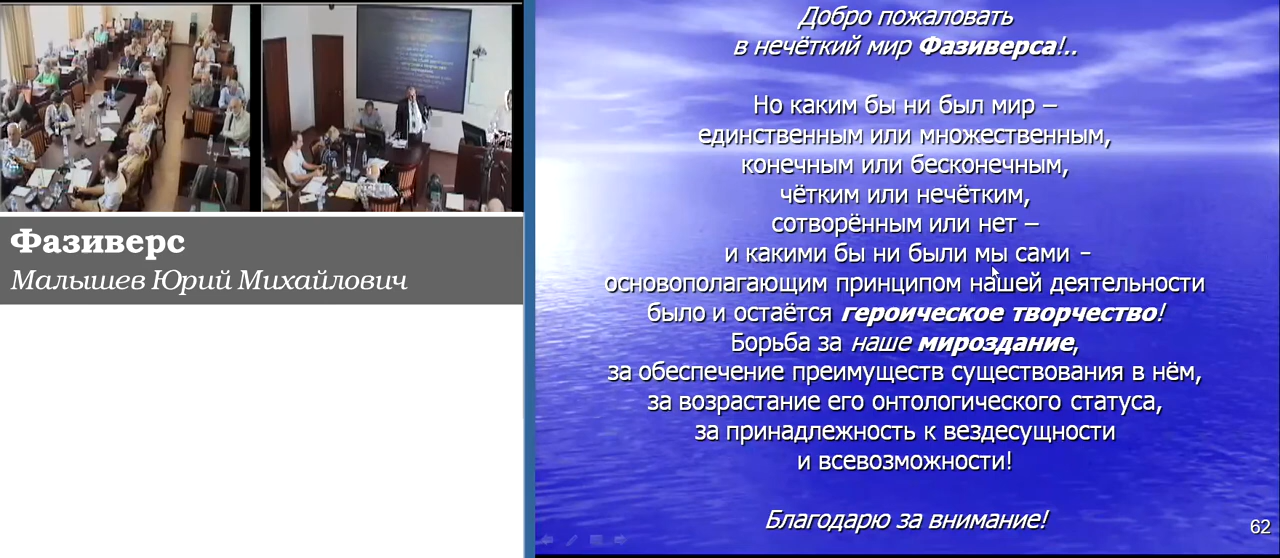 Фазиверс
Малышев Юрий Михайлович
Добро пожаловать
в нечёткий мир Фазиверса!..
Но каким бы ни был мир –
единственным или множественным,
конечным или бесконечным,
чётким или нечётким,
сотворённым или нет –
и какими бы ни были мы сами -
основополагающим принципом нашей деятельности
было и остаётся героическое творчество!
Борьба за наше мироздание,
за обеспечение преимуществ существования в нём,
за возрастание его онтологического статуса,
за принадлежность к вездесущности
и всевозможности!
Благодарю за внимание!
62